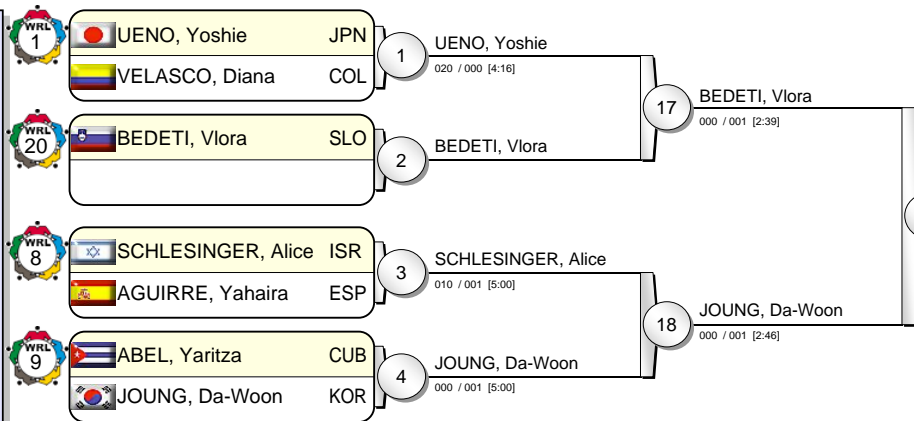 WRL
1
UENO, Yoshie JPN
VELASCO, Diana COL
1
UENO, Yoshie
020 / 000 [4:16]
WRL
20
BEDETI, Vlora SLO
2
BEDETI, Vlora
17
BEDETI, Vlora
000 / 001 [2:39]
WRL
8
SCHLESINGER, Alice ISR
AGUIRRE, Yahaira ESP
3
SCHLESINGER, Alice
010 / 001 [5:00]
WRL
9
ABEL, Yaritza CUB
JOUNG, Da-Woon KOR
4
JOUNG, Da-Woon
000 / 001 [5:00]
18
JOUNG, Da-Woon
000 / 001 [2:46]